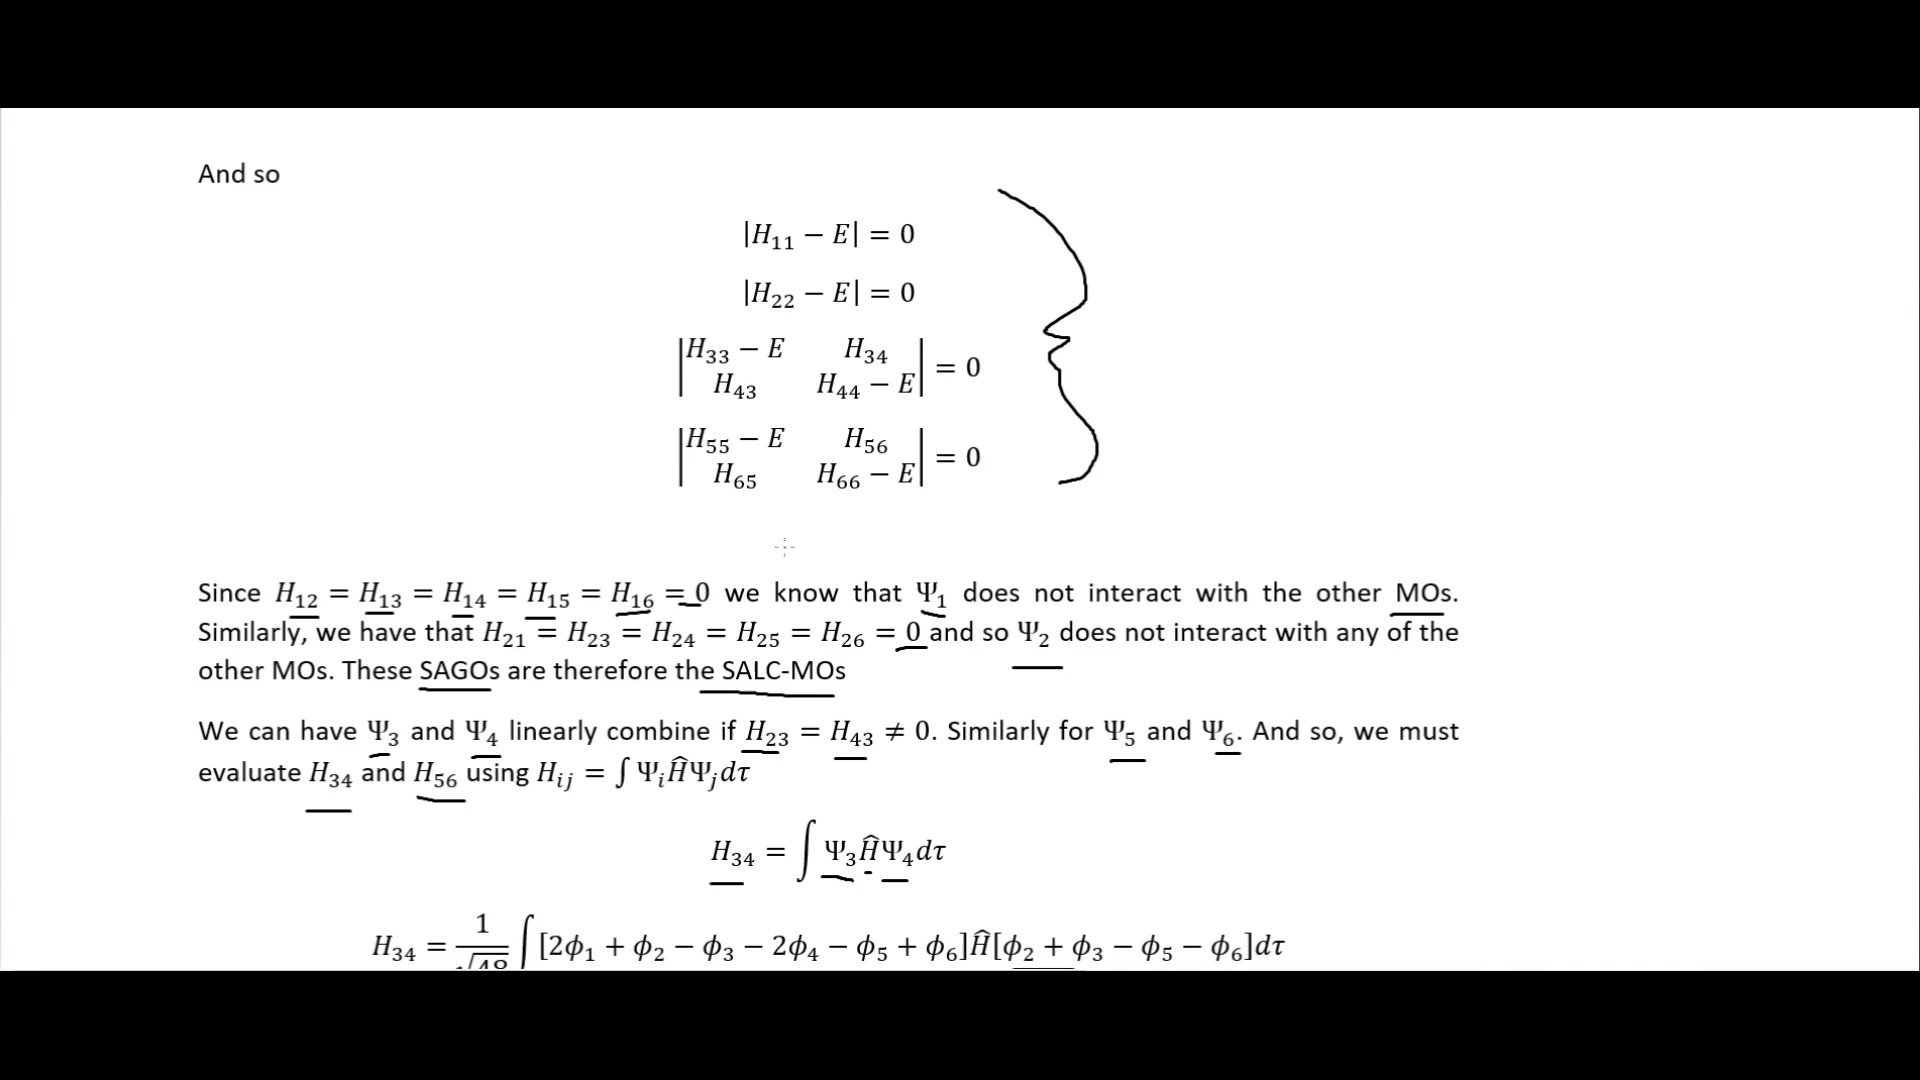 And so
|H₁₁ − E| = 0
|H₂₂ − E| = 0
|H₃₃ − E H₃₄|
|H₄₃ H₄₄ − E| = 0
|H₅₅ − E H₅₆|
|H₆₅ H₆₆ − E| = 0
Since H₁₂ = H₁₃ = H₁₄ = H₁₅ = H₁₆ = 0 we know that Ψ₁ does not interact with the other MOs.
Similarly, we have that H₂₁ = H₂₃ = H₂₄ = H₂₅ = H₂₆ = 0 and so Ψ₂ does not interact with any of the
other MOs. These SAGOs are therefore the SALC-MOs
We can have Ψ₃ and Ψ₄ linearly combine if H₂₃ = H₄₃ ≠ 0. Similarly for Ψ₅ and Ψ₆. And so, we must
evaluate H₃₄ and H₅₆ using Hᵢⱼ = ∫ ΨᵢĤΨⱼdτ
H₃₄ = ∫ Ψ₃ĤΨ₄dτ
H₃₄ = 1/√48 ∫ [2ϕ₁ + ϕ₂ − ϕ₃ − 2ϕ₄ − ϕ₅ + ϕ₆]Ĥ[ϕ₂ + ϕ₃ − ϕ₅ − ϕ₆]dτ